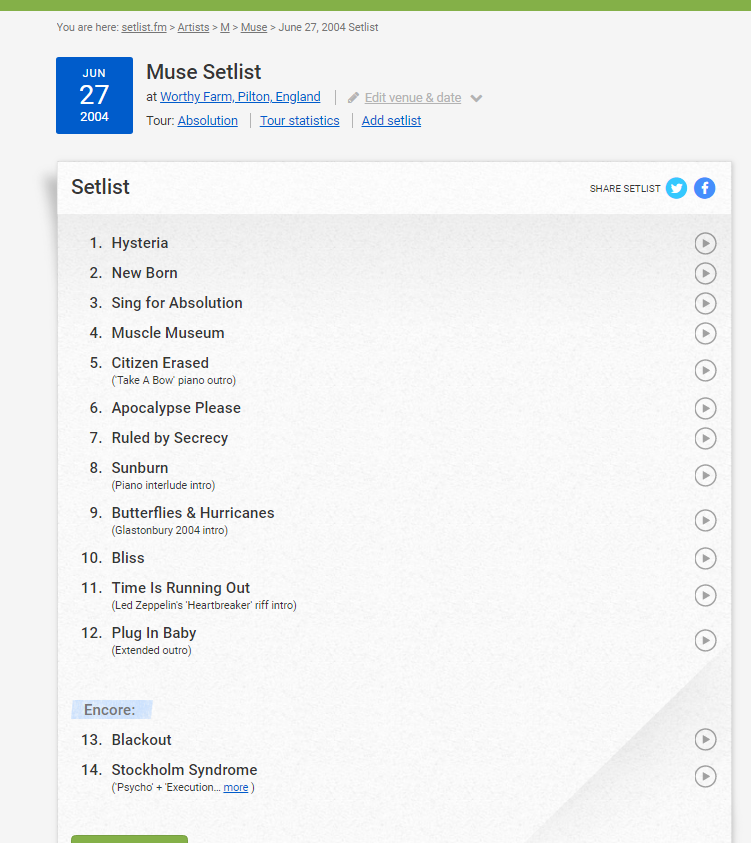 You are here: setlist.fm > Artists > M > Muse > June 27, 2004 Setlist
JUN
27
2004
Muse Setlist
at Worthy Farm, Pilton, England | Edit venue & date
Tour: Absolution | Tour statistics | Add setlist
Setlist
SHARE SETLIST
1. Hysteria
2. New Born
3. Sing for Absolution
4. Muscle Museum
5. Citizen Erased
('Take A Bow' piano outro)
6. Apocalypse Please
7. Ruled by Secrecy
8. Sunburn
(Piano interlude intro)
9. Butterflies & Hurricanes
(Glastonbury 2004 intro)
10. Bliss
11. Time Is Running Out
(Led Zeppelin's 'Heartbreaker' riff intro)
12. Plug In Baby
(Extended outro)
Encore:
13. Blackout
14. Stockholm Syndrome
('Psycho' + 'Execution... more )